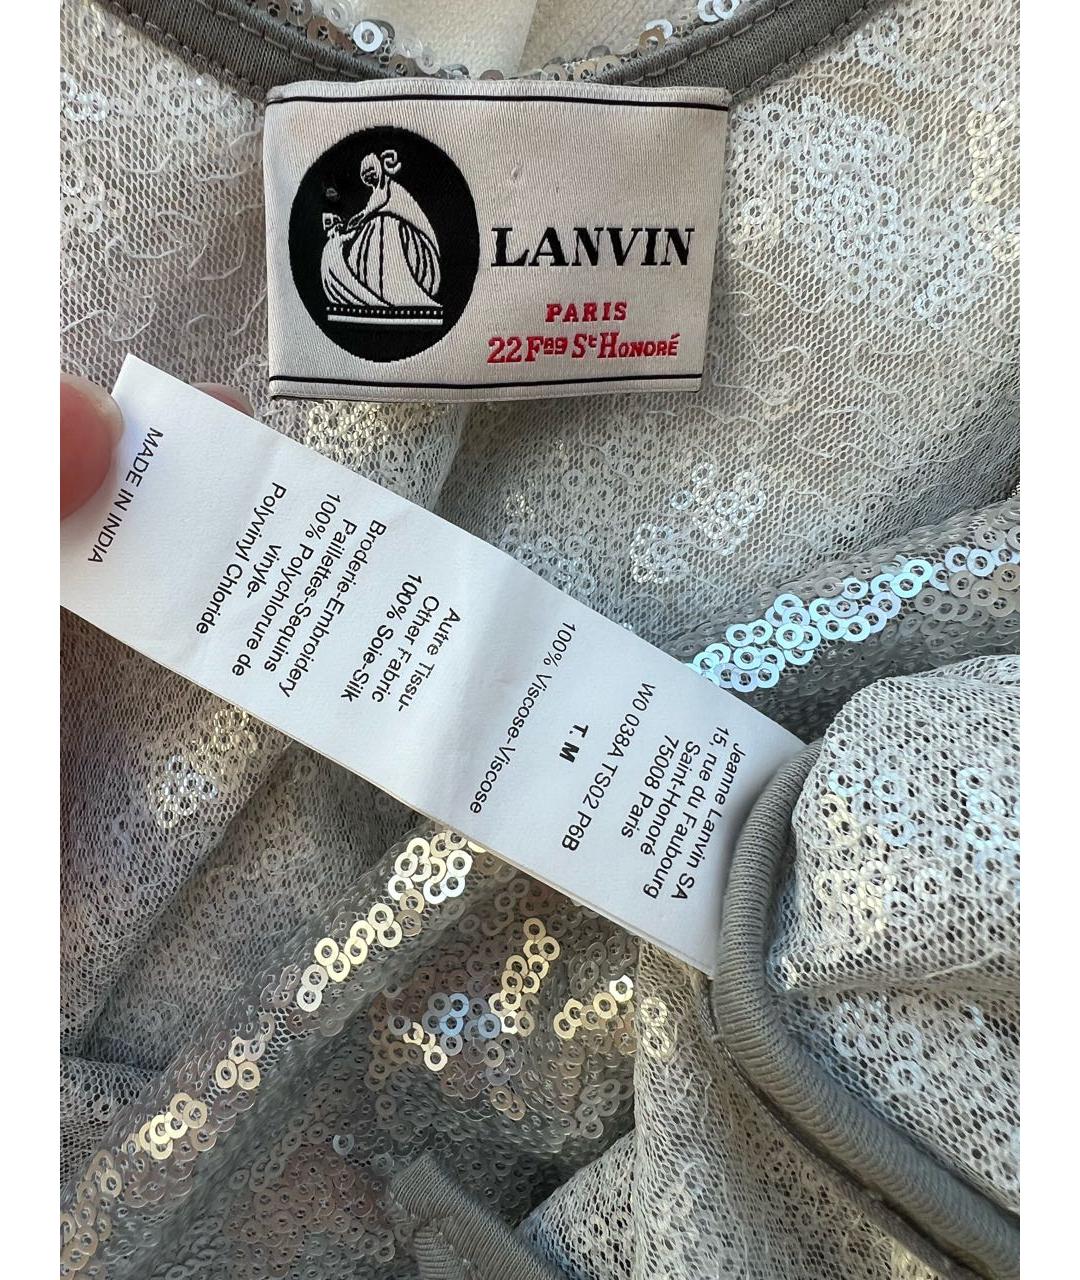 LANVIN
PARIS
22 Fbg St Honoré
Jeanne Lanvin SA
15, rue du Faubourg
Saint-Honoré
75008 Paris
W0 038A TS02 P6B
T. M
100% Viscose-Viscose
Autre Tissu-
Other Fabric
100% Soie-Silk
Broderie-Embroidery
Paillettes-Sequins
100% Polychlorure de
vinyle-
Polyvinyl Chloride
MADE IN INDIA